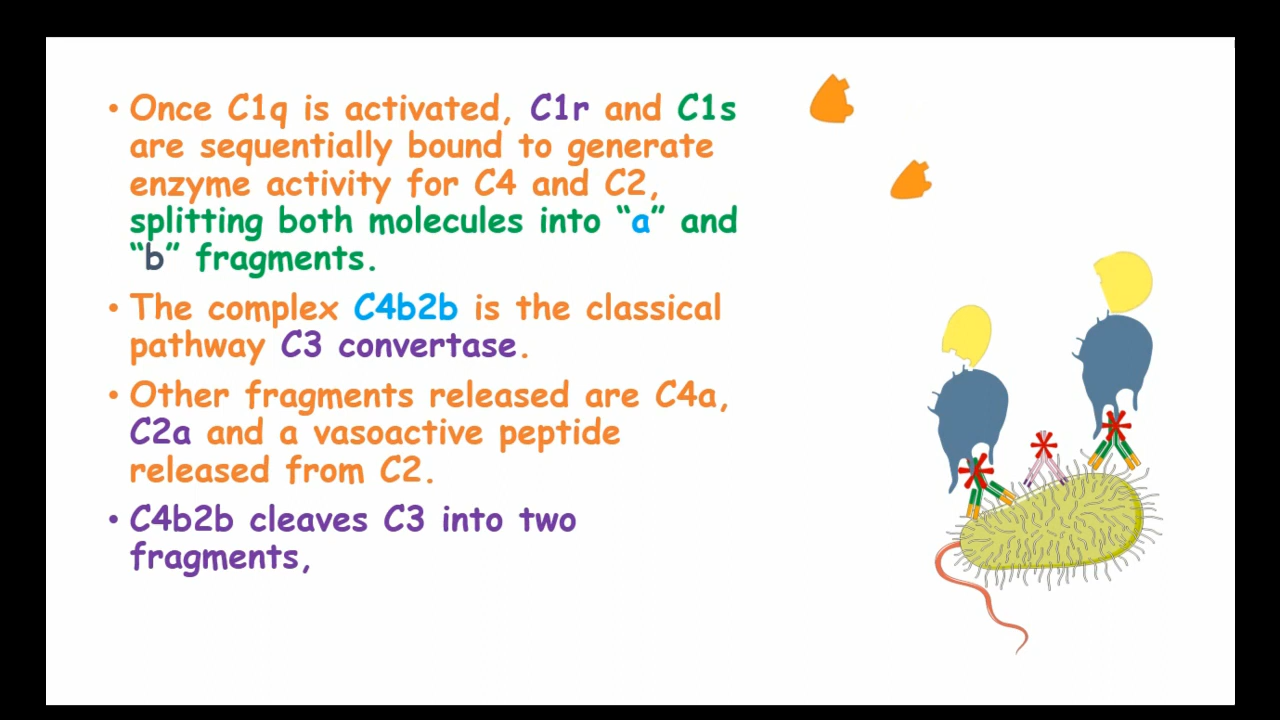 • Once C1q is activated, C1r and C1s
are sequentially bound to generate
enzyme activity for C4 and C2,
splitting both molecules into “a” and
“b” fragments.
• The complex C4b2b is the classical
pathway C3 convertase.
• Other fragments released are C4a,
C2a and a vasoactive peptide
released from C2.
• C4b2b cleaves C3 into two
fragments,